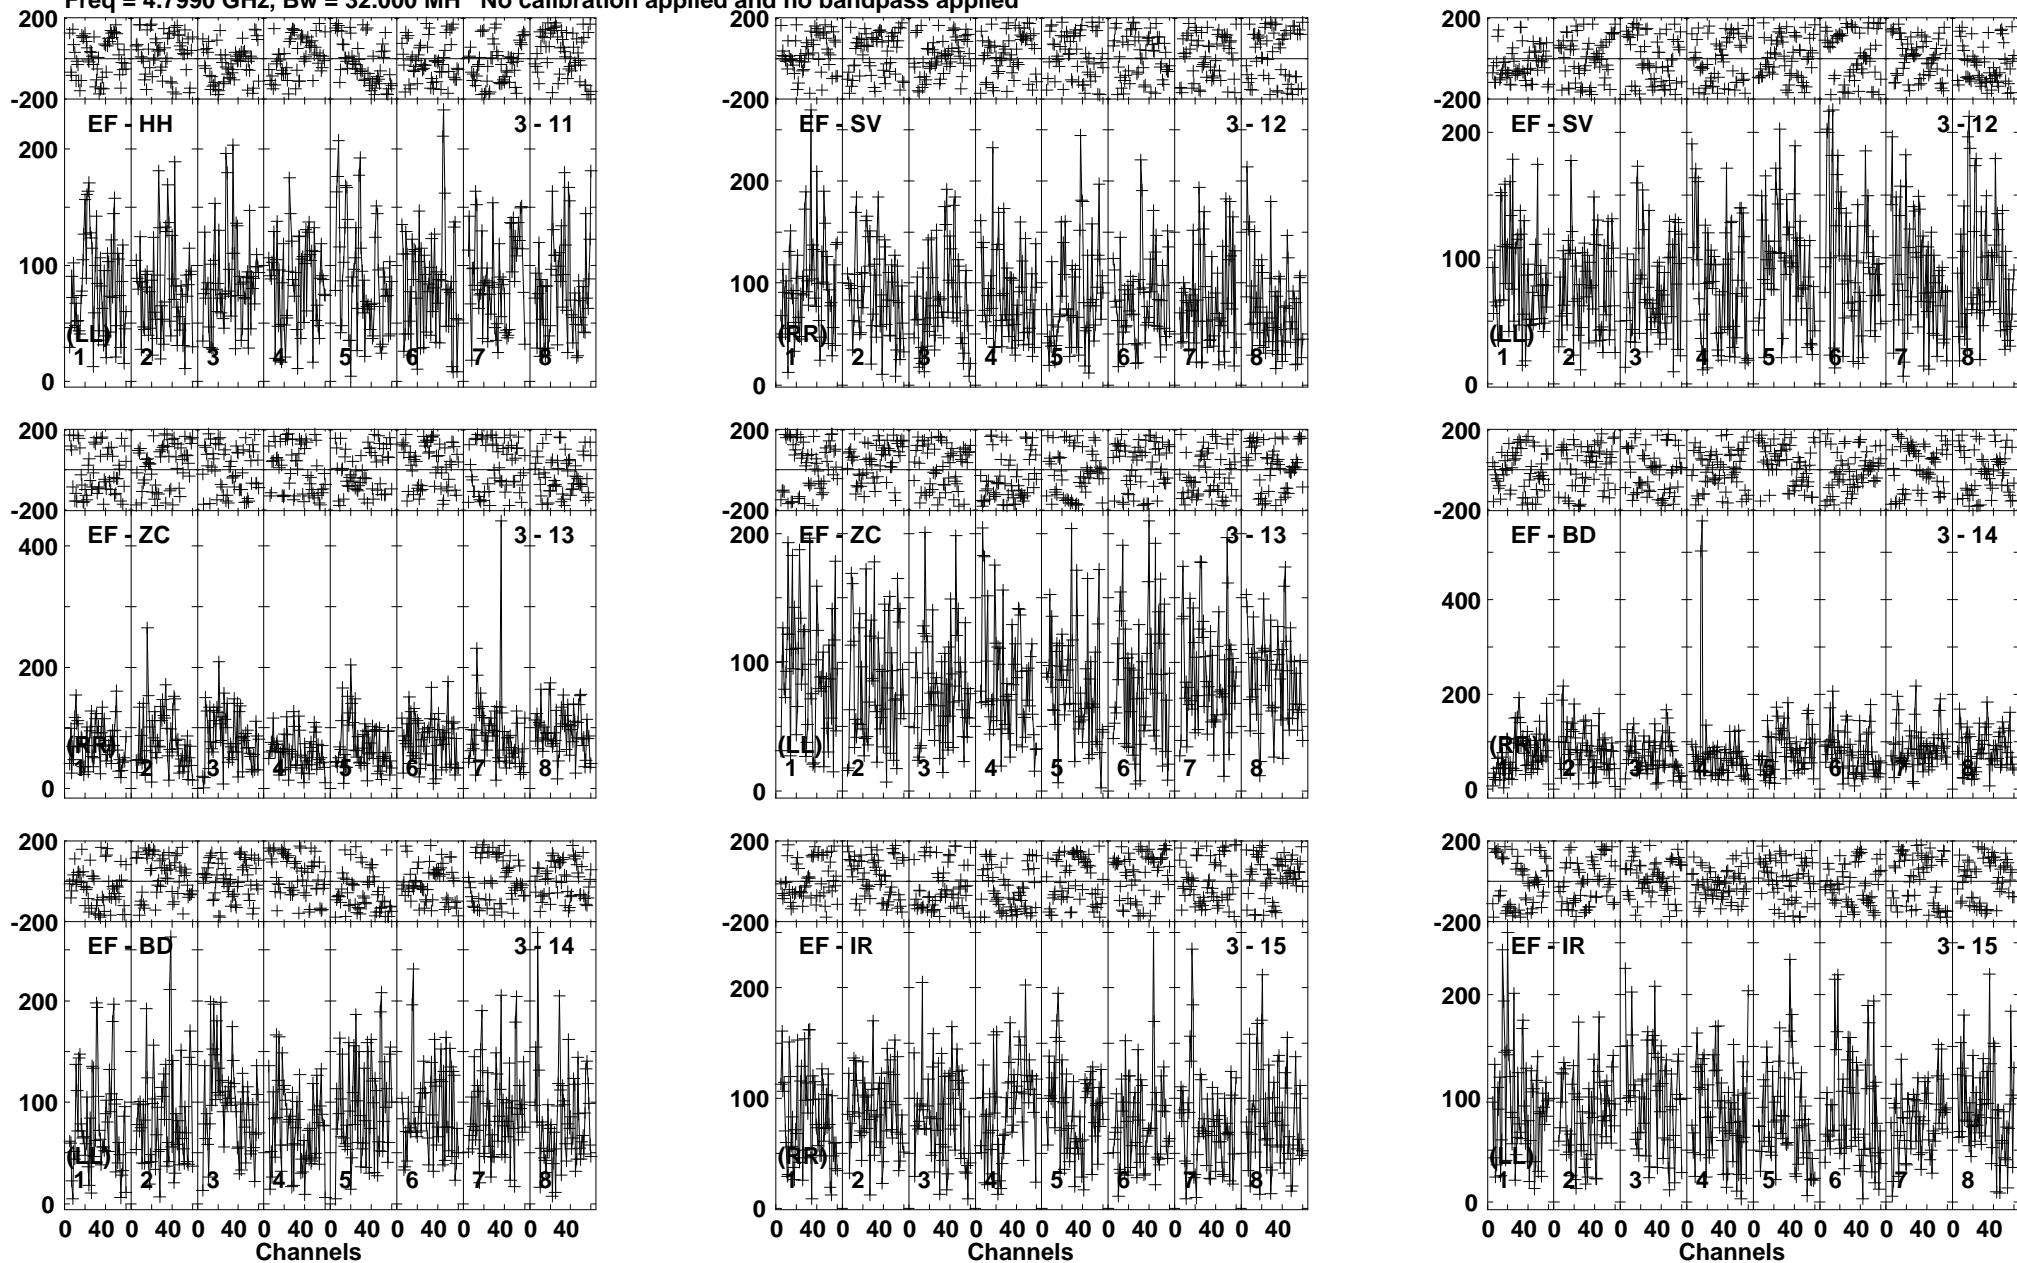 Freq = 4.7990 GHz, Bw = 32.000 MH No calibration applied and no bandpass applied
200 200 200
-200 -200 -200
EF - HH 3 - 11 EF - SV 3 - 12 EF - SV 3 - 12
200 200 200
100 100 100
(LL) (RR) (LL)
1 2 3 4 5 6 7 8 1 2 3 4 5 6 7 8 1 2 3 4 5 6 7 8
0 0 0
200 200 200
-200 -200 -200
EF - ZC 3 - 13 EF - ZC 3 - 13 EF - BD 3 - 14
400 200 400
200 100 200
(RR) (LL) (RR)
1 2 3 4 5 6 7 8 1 2 3 4 5 6 7 8 1 2 3 4 5 6 7 8
0 0 0
200 200 200
-200 -200 -200
EF - BD 3 - 14 EF - IR 3 - 15 EF - IR 3 - 15
200 200 200
100 100 100
(LL) (RR) (LL)
1 2 3 4 5 6 7 8 1 2 3 4 5 6 7 8 1 2 3 4 5 6 7 8
0 0 0
0 40 0 40 0 40 0 40 0 40 0 40 0 40 0 40 0 40 0 40 0 40 0 40 0 40 0 40 0 40 0 40 0 40 0 40 0 40 0 40 0 40 0 40 0 40 0 40
Channels Channels Channels